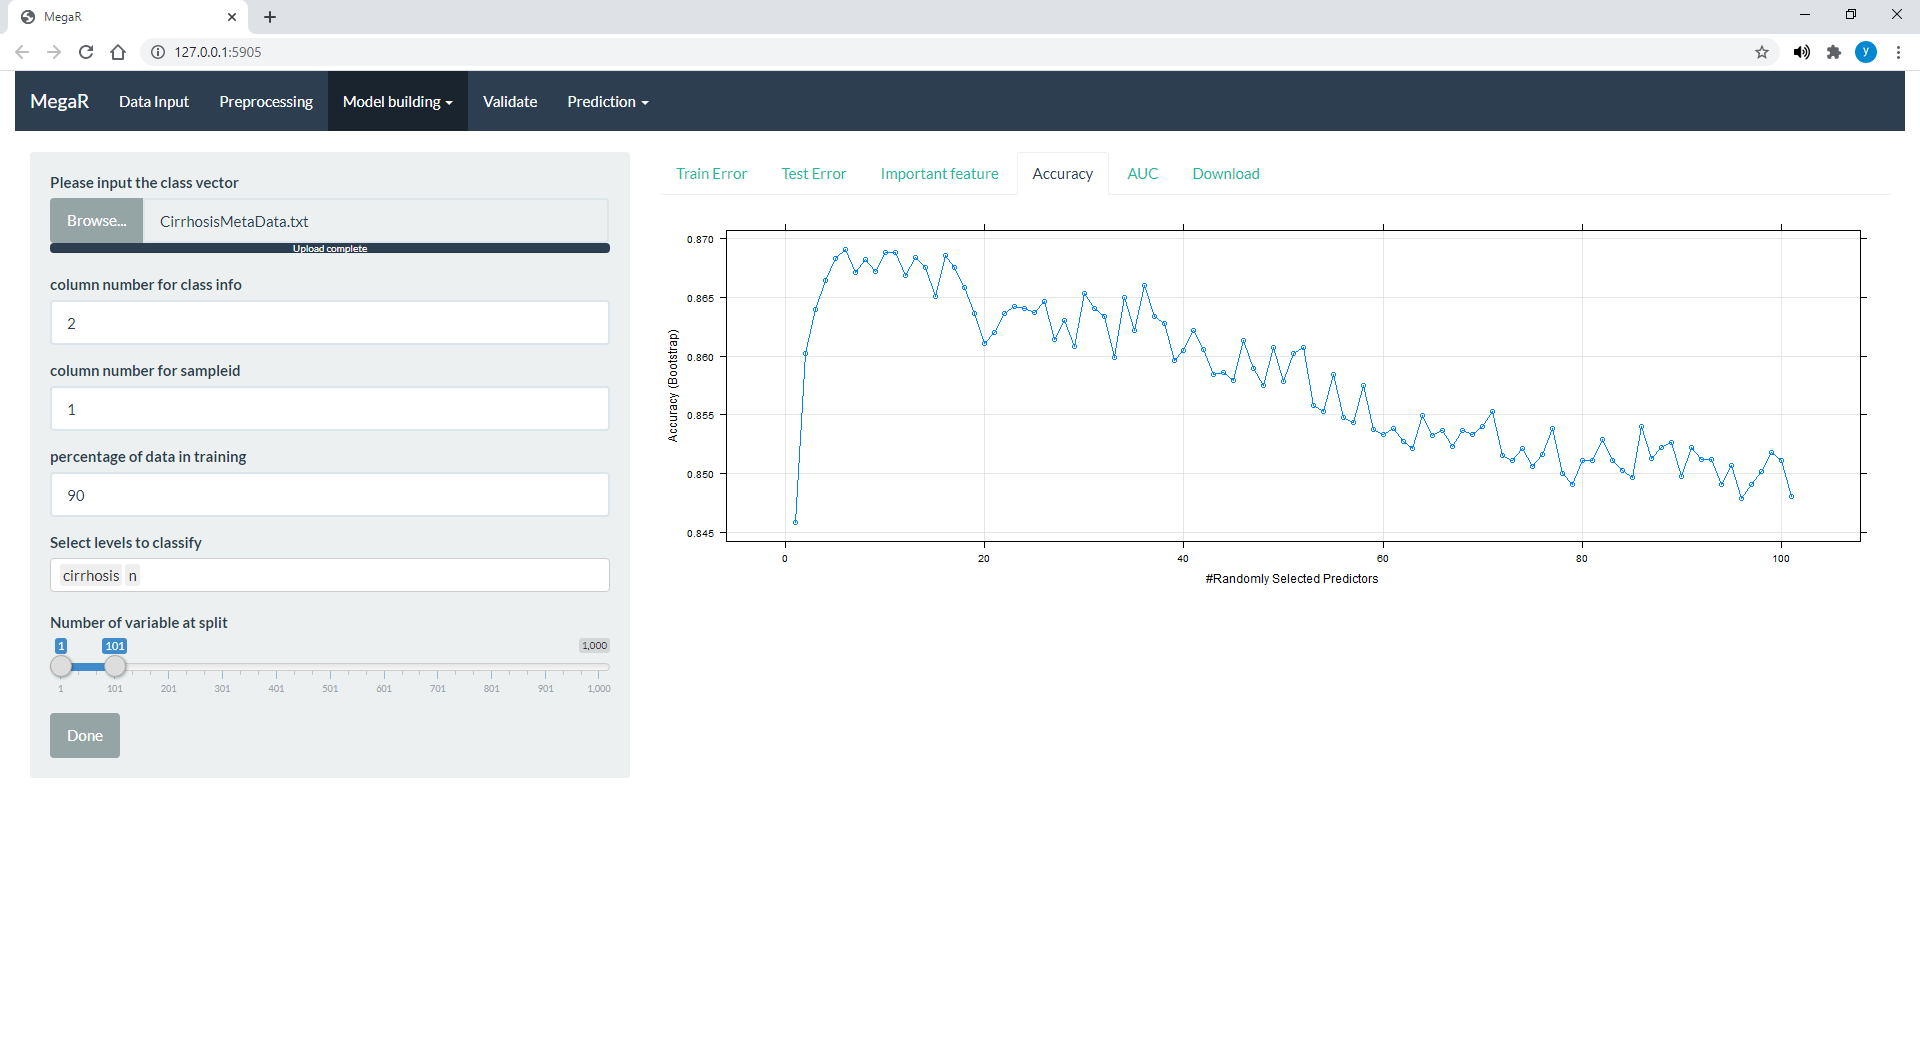 MegaR
127.0.0.1:5905
y
MegaR Data Input Preprocessing Model building Validate Prediction
Please input the class vector
Browse... CirrhosisMetaData.txt
Upload complete
column number for class info
2
column number for sampleid
1
percentage of data in training
90
Select levels to classify
cirrhosis n
Number of variable at split
1 101 1,000
1 101 201 301 401 501 601 701 801 901 1,000
Done
Train Error Test Error Important feature Accuracy AUC Download
Accuracy (Bootstrap)
0.870
0.865
0.860
0.855
0.850
0.845
0 20 40 60 80 100
#Randomly Selected Predictors